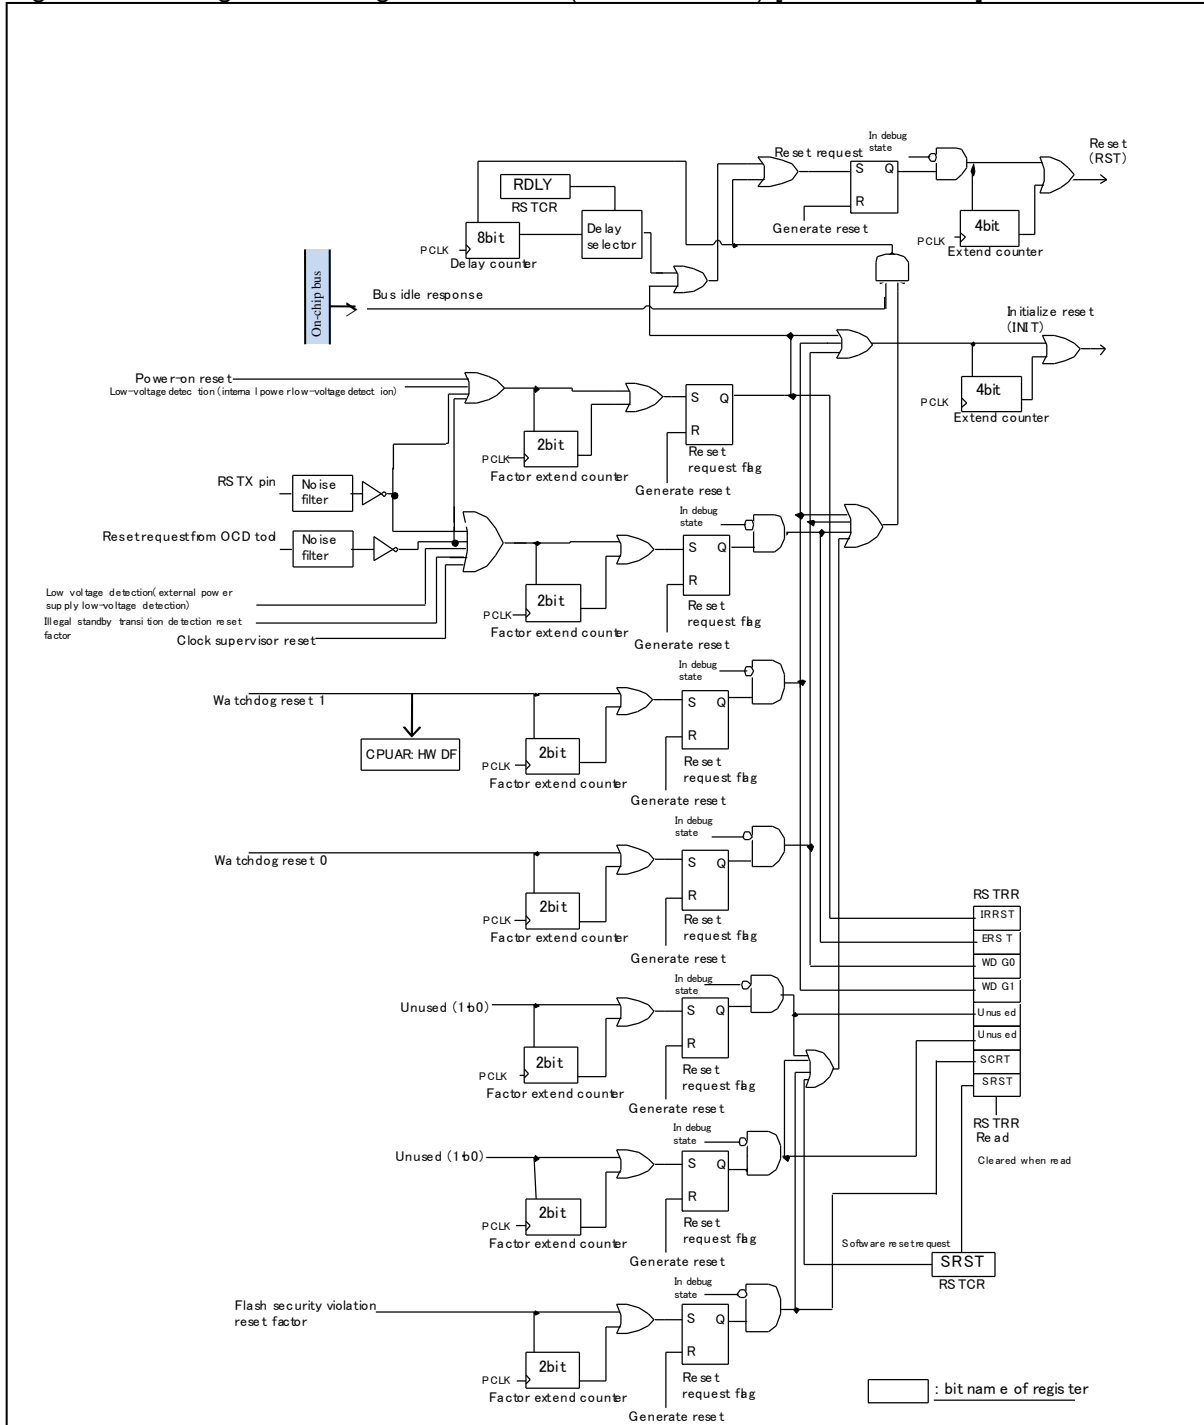 In debug
state
Reset request
S Q
R
Generate reset
Reset
(RST)
RDLY
RSTCR
8bit
PCLK
Delay counter
Delay
selector
4bit
PCLK
Extend counter
On-chip bus
Bus idle response
Initialize reset
(INIT)
4bit
PCLK
Extend counter
Power-on reset
Low-voltage detection (internal power low-voltage detection)
S Q
R
2bit
PCLK
Factor extend counter
Reset
request flag
Generate reset
RSTX pin
Noise
filter
In debug
state
Reset request from OCD tool
Noise
filter
S Q
R
Low voltage detection(external power
supply low-voltage detection)
Illegal standby transition detection reset
factor
Clock supervisor reset
2bit
PCLK
Factor extend counter
Reset
request flag
Generate reset
In debug
state
Watchdog reset 1
CPUAR:HWDF
S Q
R
2bit
PCLK
Factor extend counter
Reset
request flag
Generate reset
In debug
state
Watchdog reset 0
S Q
R
2bit
PCLK
Factor extend counter
Reset
request flag
Generate reset
RSTRR
IRRST
ERST
WDG0
WDG1
Unused
Unused
SCRT
SRST
RSTRR
Read
Cleared when read
In debug
state
Unused (1'b0)
S Q
R
2bit
PCLK
Factor extend counter
Reset
request flag
Generate reset
In debug
state
Unused (1'b0)
S Q
R
2bit
PCLK
Factor extend counter
Reset
request flag
Generate reset
Software reset request
SRST
RSTCR
In debug
state
Flash security violation
reset factor
S Q
R
2bit
PCLK
Factor extend counter
Reset
request flag
Generate reset
: bit name of register